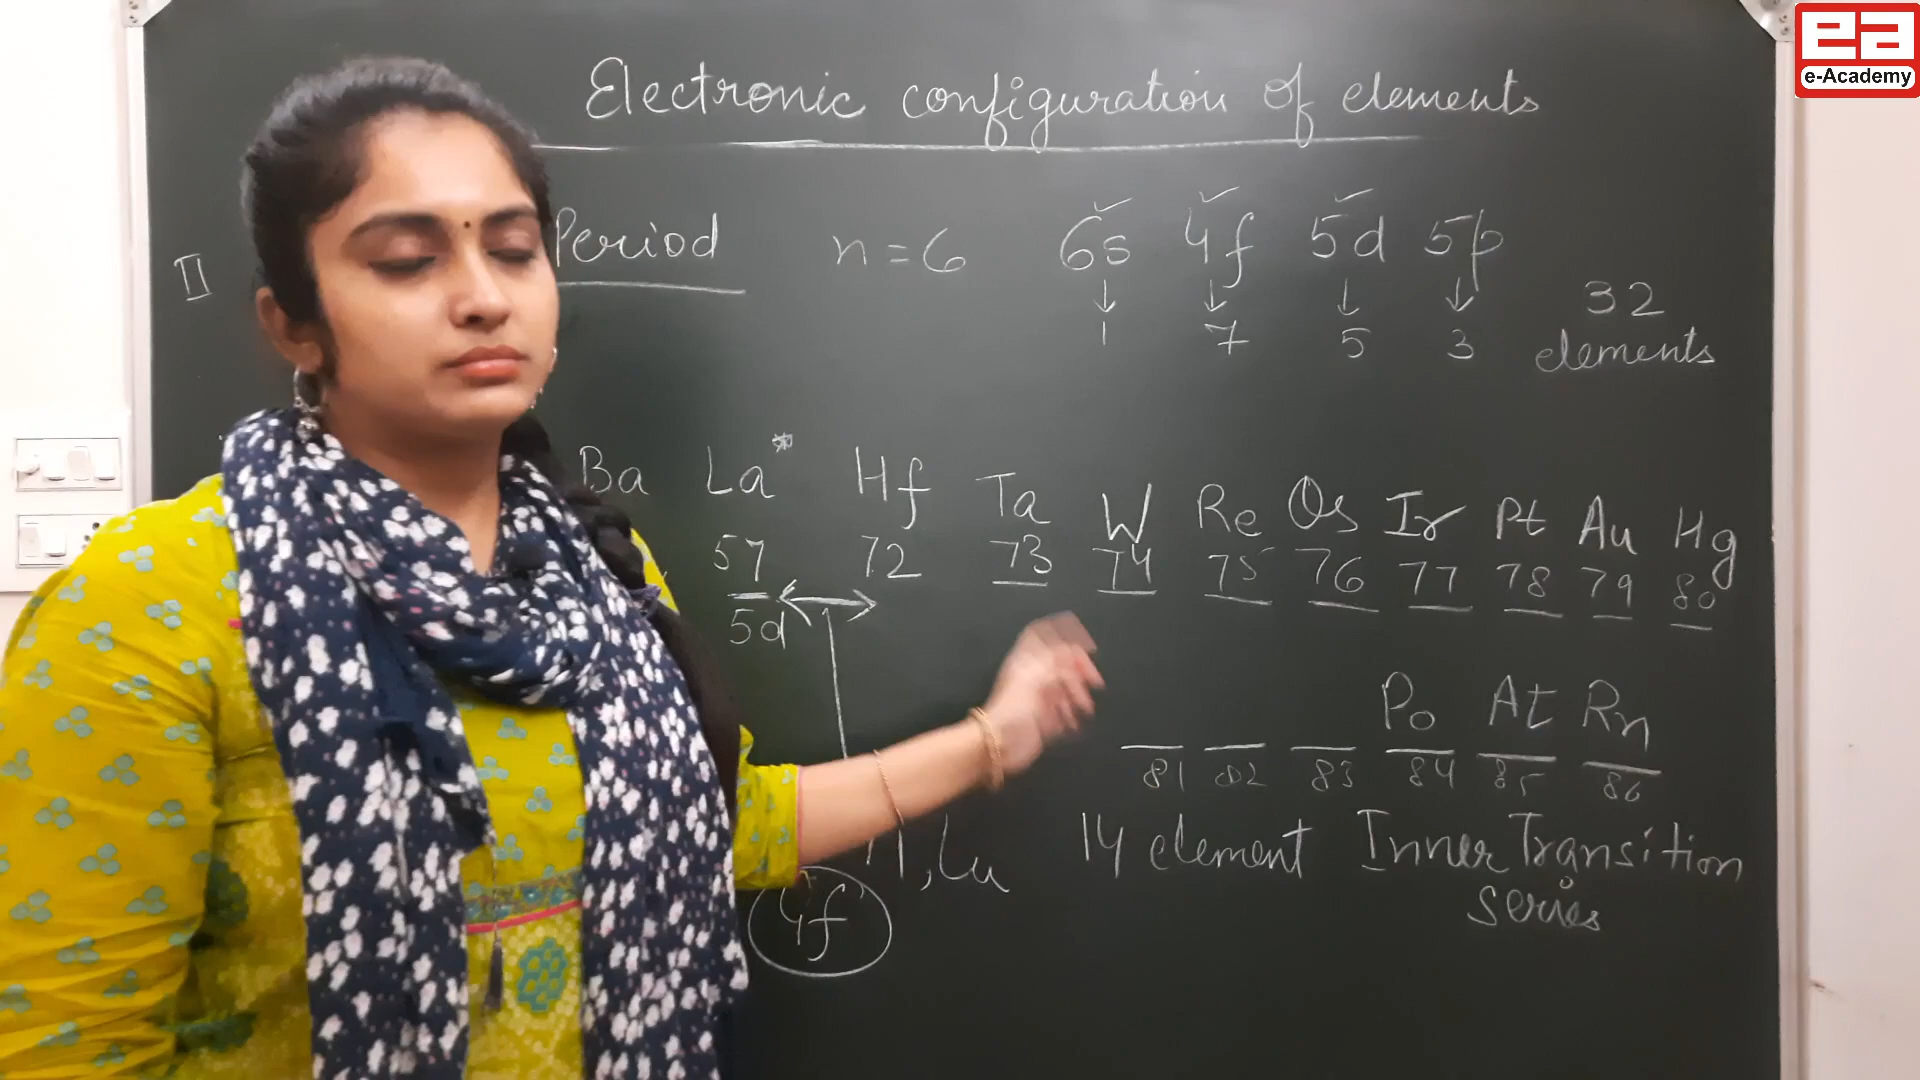 ea
e-Academy
Electronic configuration of elements
II Period n = 6 6s 4f 5d 5p
1 7 5 3
32
elements
Ba La* Hf Ta W Re Os Ir Pt Au Hg
57 72 73 74 75 76 77 78 79 80
5d
Po At Rn
81 82 83 84 85 86
, Lu 14 element Inner Transition
series
4f